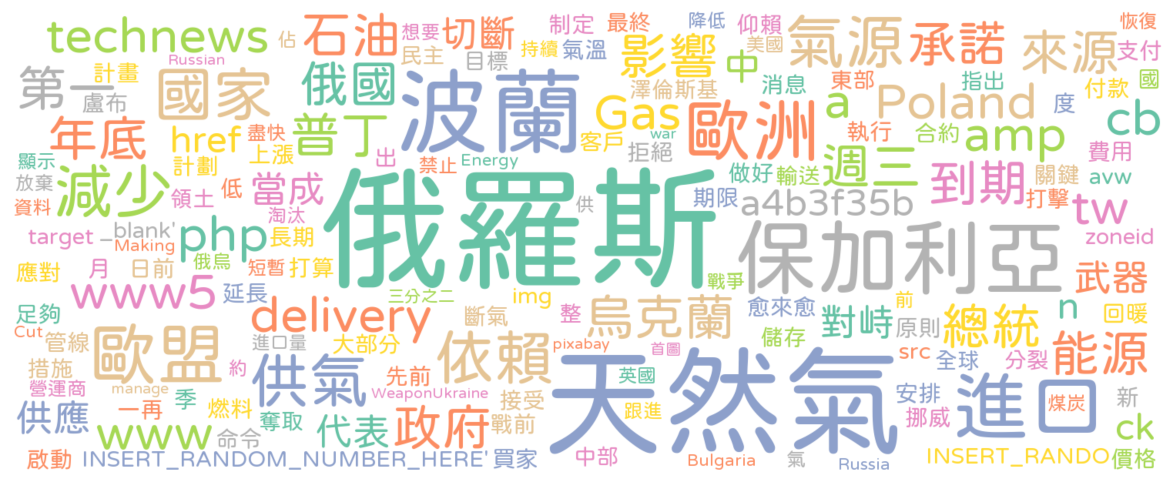 technews 佔 石油 想要 切斷 制定 最終 降低 仰賴 氣源 承諾 來源 恢復
Russian 民主 持續 氣溫 影響 美國 支付
第一 計畫 國家 俄國 波蘭 目標 澤倫斯基 中 消息 東部 指出 付款 國
盧布 年底 href 盡快 普丁 Gas 歐洲 a Poland 度 cb
計劃 上漲 客戶 war 執行 合約 amp
顯示 出 禁止 Energy 拒絕 做好 輸送 週三 關鍵 費用
放棄 減少 領土 低 當成 俄羅斯 供 期限 a4b3f35b 到期 打擊 avw
資料 淘汰 tw
target _blank' php 長期 保加利亞 zoneid
Making
應對 月 日前 俄烏 短暫 打算 戰爭 武器
www5 延長 三分之二 img 愈來愈 前 n
足夠 delivery 斷氣 整 烏克蘭 儲存 對峙 原則 總統 回暖
Cut 管線 歐盟 進口量 大部分 依賴 pixabay 首圖 src 全球 分裂 能源
措施 約 供氣 先前 天然氣 英國 進口
營運商 manage WeaponUkraine 安排 煤炭 新
供應 一再 季 燃料 奪取 代表 政府 接受 跟進 挪威
www 命令 戰前 ck
啟動 INSERT_RANDOM_NUMBER_HERE' 買家 中部 Bulgaria 氣 Russia INSERT_RANDO 價格